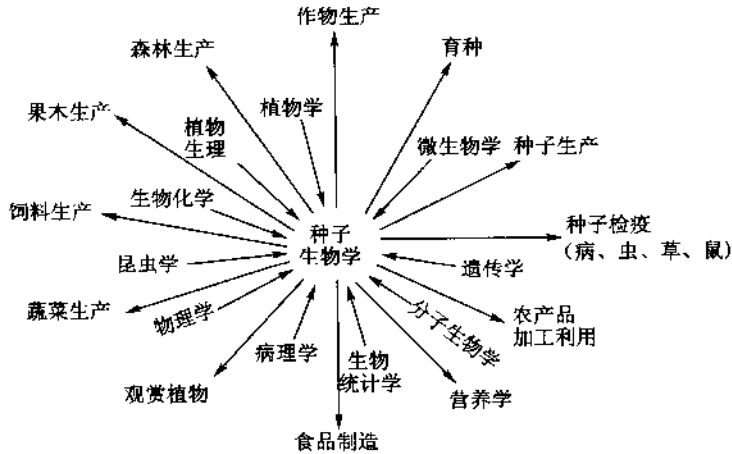 作物生产
森林生产
育种
果木生产
植物学
植物
生理
微生物学
种子生产
生物化学
饲料生产
种子
生物学
种子检疫
(病、虫、草、鼠)
昆虫学
遗传学
蔬菜生产
物理学
分子生物学
农产品
加工利用
病理学
生物
统计学
观赏植物
营养学
食品制造